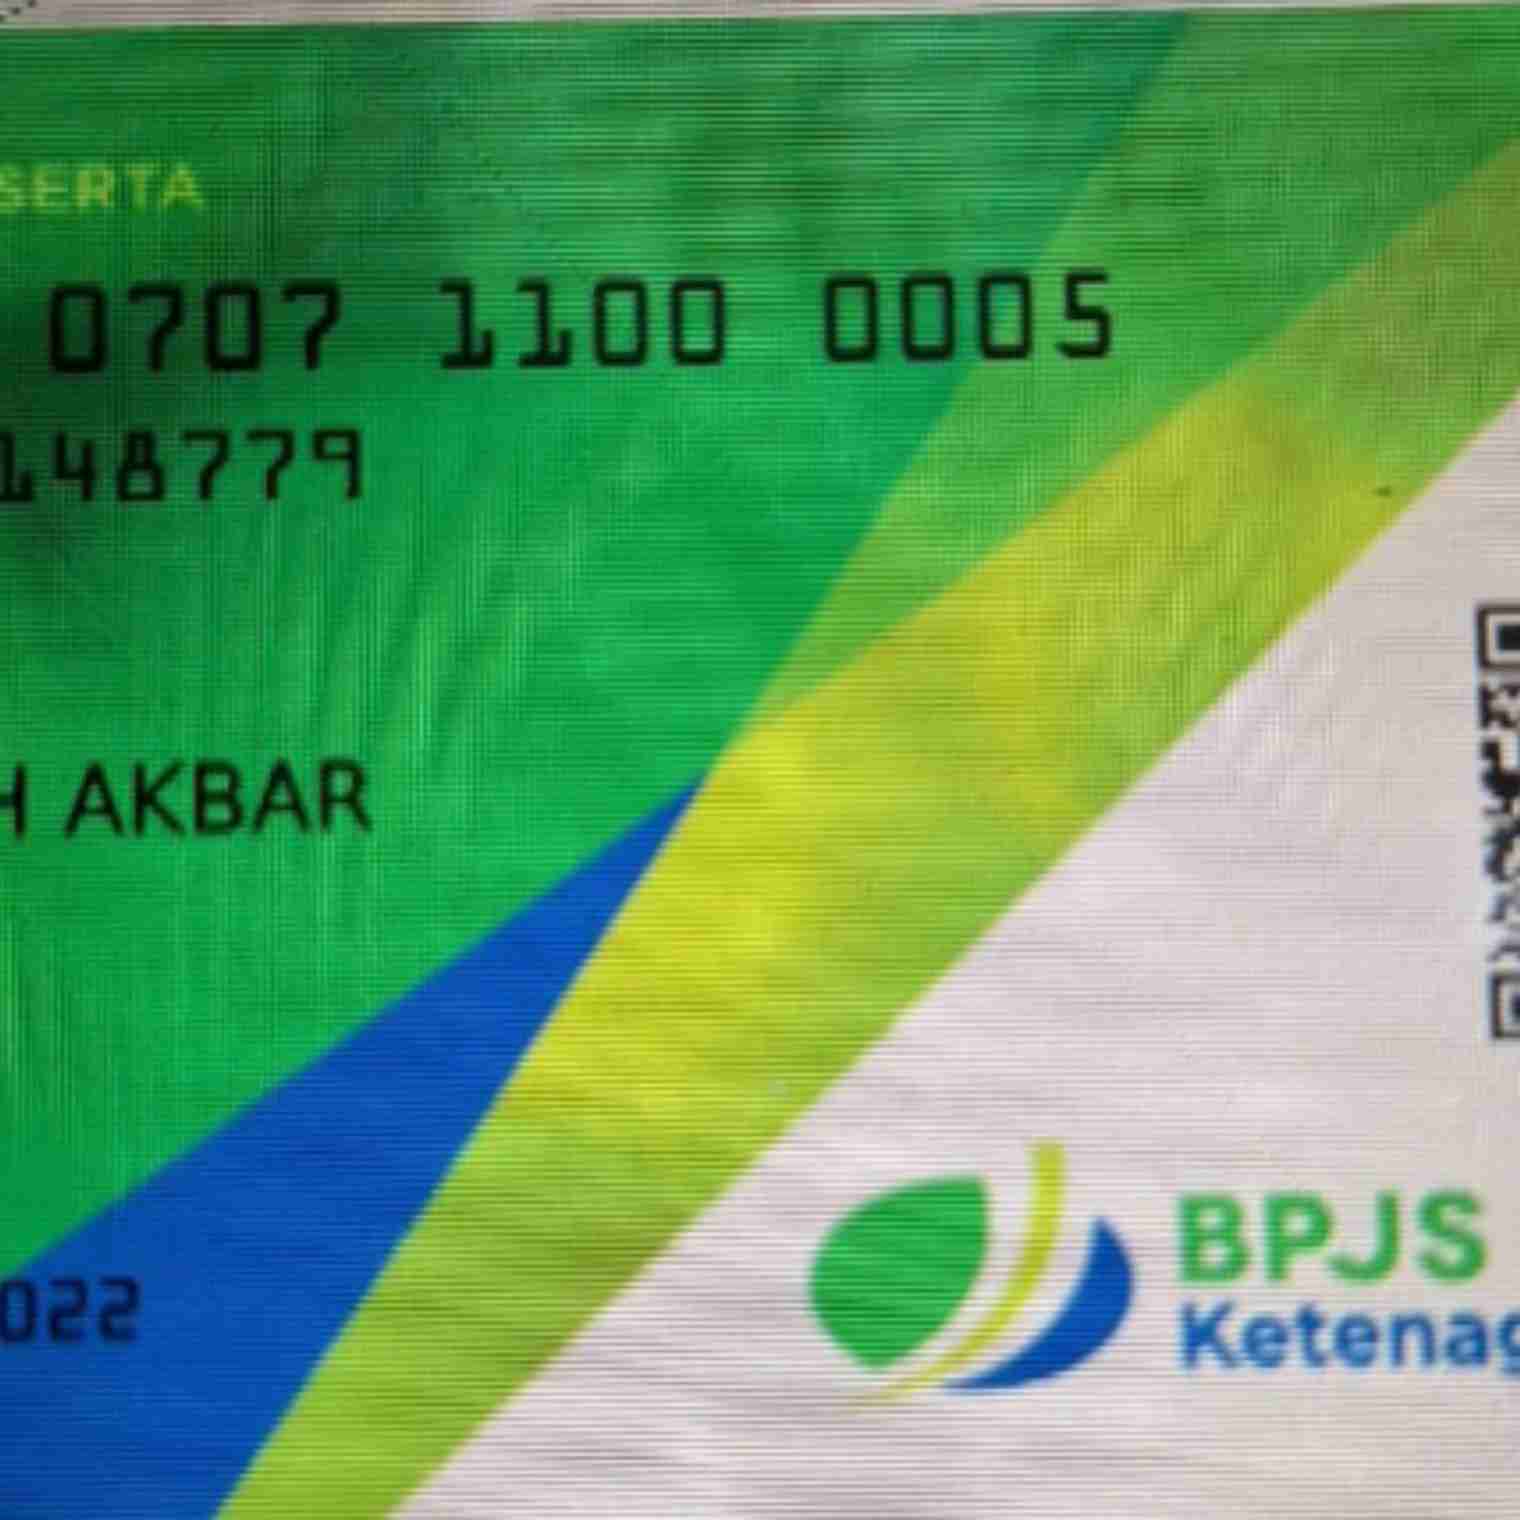 SERTA
0707 1100 0005
148779
H AKBAR
022
BPJS
Ketenag